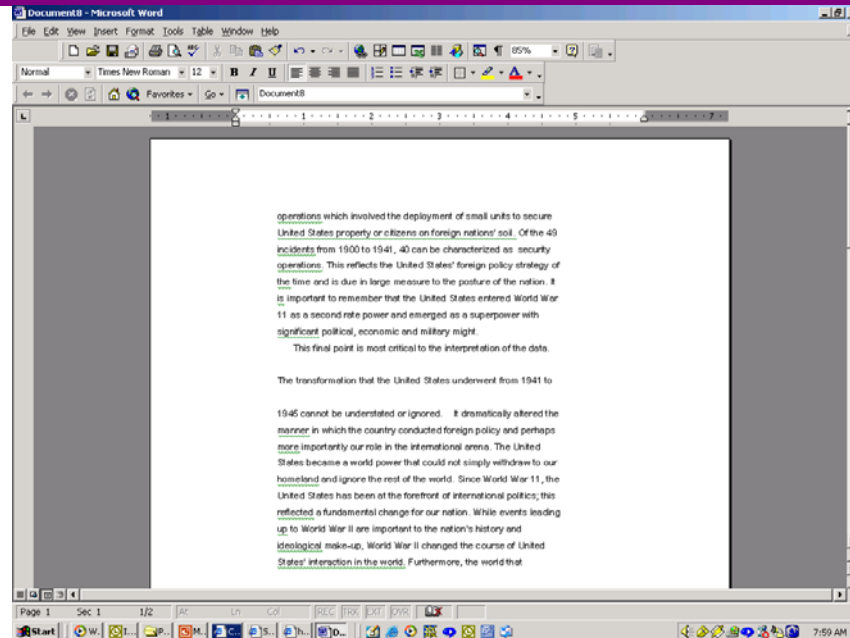 Document8 - Microsoft Word
File Edit View Insert Format Tools Table Window Help
85%
Normal Times New Roman 12 B I U
Favorites Go Document8
1 1 2 3 4 5 7
operations which involved the deployment of small units to secure
United States property or citizens on foreign nations' soil. Of the 49
incidents from 1900 to 1941, 40 can be characterized as security
operations. This reflects the United States' foreign policy strategy of
the time and is due in large measure to the posture of the nation. It
is important to remember that the United States entered World War
11 as a second rate power and emerged as a superpower with
significant political, economic and military might.
This final point is most critical to the interpretation of the data.
The transformation that the United States underwent from 1941 to
1945 cannot be understated or ignored. It dramatically altered the
manner in which the country conducted foreign policy and perhaps
more importantly our role in the international arena. The United
States became a world power that could not simply withdraw to our
homeland and ignore the rest of the world. Since World War 11, the
United States has been at the forefront of international politics; this
reflected a fundamental change for our nation. While events leading
up to World War II are important to the nation's history and
ideological make-up, World War II changed the course of United
States' interaction in the world. Furthermore, the world that
Page 1 Sec 1 1/2 At Ln Col REC TRK EXT OVR
Start W.. I... P... M.. C... S... h... D... 7:59 AM